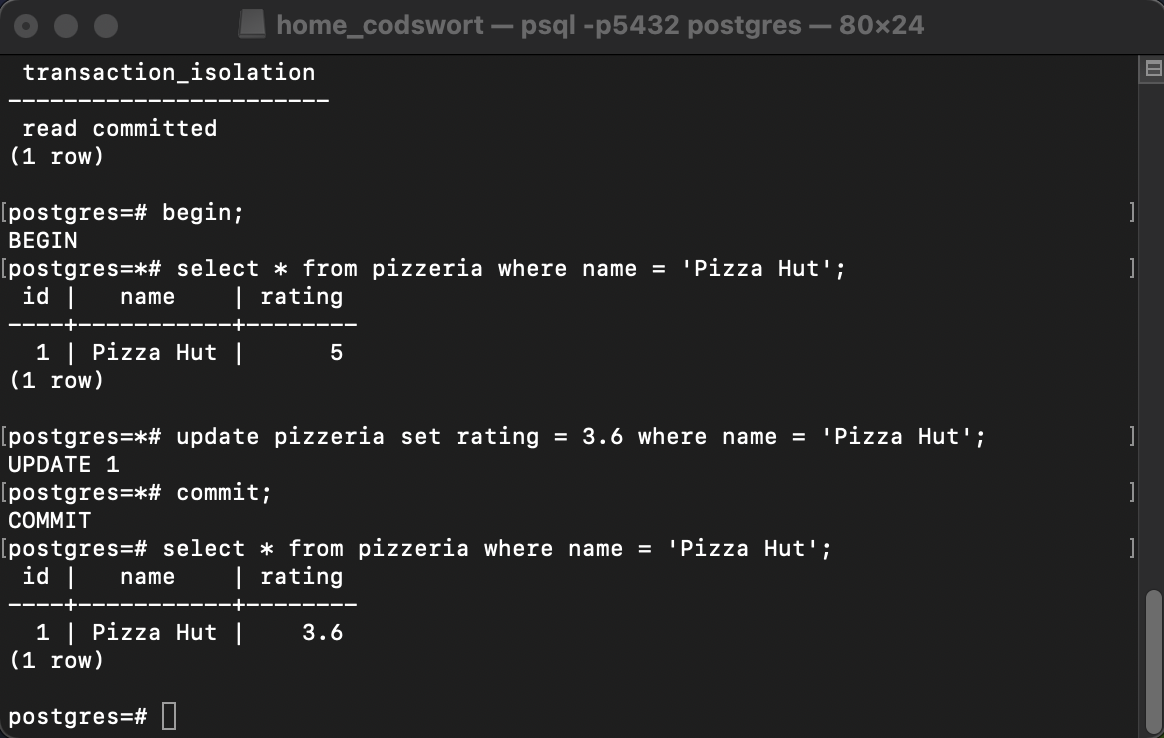 home_codswort — psql -p5432 postgres — 80×24
transaction_isolation
-----------------------
read committed
(1 row)
[postgres=# begin; ]
BEGIN
[postgres=*# select * from pizzeria where name = 'Pizza Hut'; ]
id |   name    | rating
----+-----------+--------
  1 | Pizza Hut |      5
(1 row)
[postgres=*# update pizzeria set rating = 3.6 where name = 'Pizza Hut'; ]
UPDATE 1
[postgres=*# commit; ]
COMMIT
[postgres=# select * from pizzeria where name = 'Pizza Hut'; ]
id |   name    | rating
----+-----------+--------
  1 | Pizza Hut |    3.6
(1 row)
postgres=#